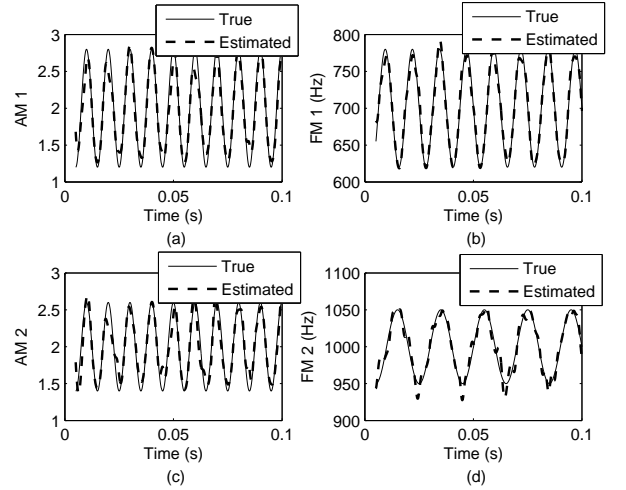 True
Estimated
3
2.5
2
1.5
1
AM 1
0
0.05
0.1
Time (s)
(a)
True
Estimated
800
750
700
650
600
FM 1 (Hz)
0
0.05
0.1
Time (s)
(b)
True
Estimated
3
2.5
2
1.5
1
AM 2
0
0.05
0.1
Time (s)
(c)
True
Estimated
1100
1050
1000
950
900
FM 2 (Hz)
0
0.05
0.1
Time (s)
(d)